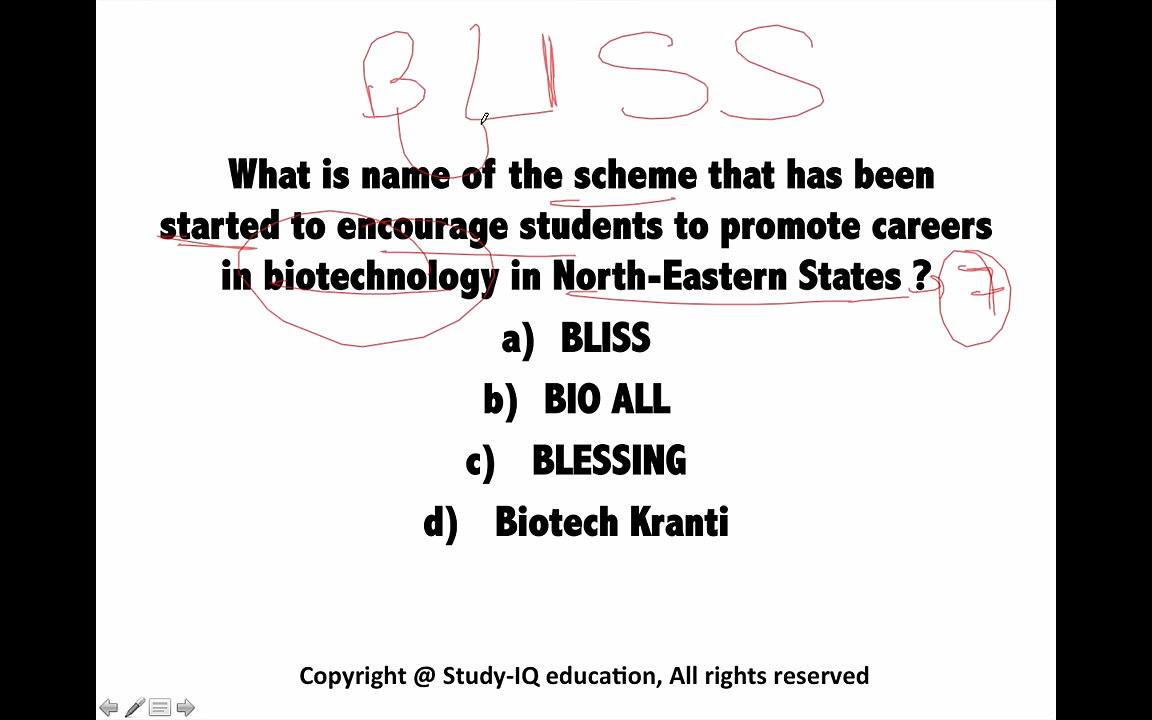 BLISS
What is name of the scheme that has been
started to encourage students to promote careers
in biotechnology in North-Eastern States ? 7
a) BLISS
b) BIO ALL
c) BLESSING
d) Biotech Kranti
Copyright @ Study-IQ education, All rights reserved